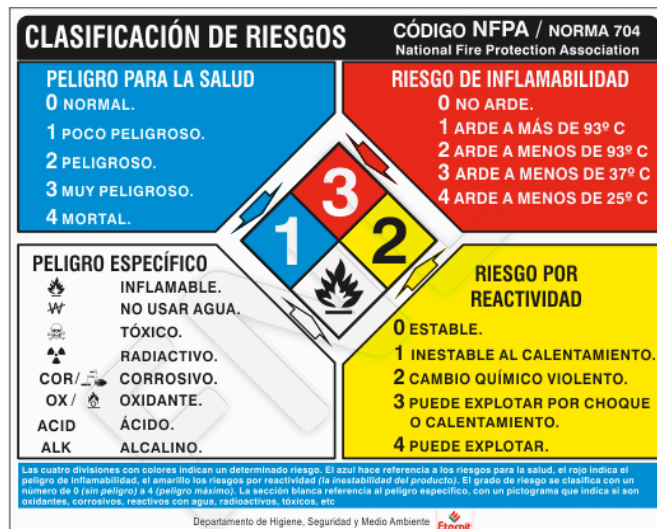 CLASIFICACIÓN DE RIESGOS
CÓDIGO NFPA / NORMA 704
National Fire Protection Association
PELIGRO PARA LA SALUD
0 NORMAL.
1 POCO PELIGROSO.
2 PELIGROSO.
3 MUY PELIGROSO.
4 MORTAL.
RIESGO DE INFLAMABILIDAD
0 NO ARDE.
1 ARDE A MÁS DE 93º C
2 ARDE A MENOS DE 93º C
3 ARDE A MENOS DE 37º C
4 ARDE A MENOS DE 25º C
3
1
2
PELIGRO ESPECÍFICO
INFLAMABLE.
W NO USAR AGUA.
TÓXICO.
RADIACTIVO.
COR/ CORROSIVO.
OX / OXIDANTE.
ACID ÁCIDO.
ALK ALCALINO.
RIESGO POR
REACTIVIDAD
0 ESTABLE.
1 INESTABLE AL CALENTAMIENTO.
2 CAMBIO QUÍMICO VIOLENTO.
3 PUEDE EXPLOTAR POR CHOQUE
O CALENTAMIENTO.
4 PUEDE EXPLOTAR.
Las cuatro divisiones con colores indican un determinado riesgo. El azul hace referencia a los riesgos para la salud, el rojo indica el
peligro de inflamabilidad, el amarillo los riesgos por reactividad (la inestabilidad del producto). El grado de riesgo se clasifica con un
número de 0 (sin peligro) a 4 (peligro máximo). La sección blanca referencia al peligro específico, con un pictograma que indica si son
oxidantes, corrosivos, reactivos con agua, radiactivos, tóxicos, etc
Departamento de Higiene, Seguridad y Medio Ambiente
Eternit